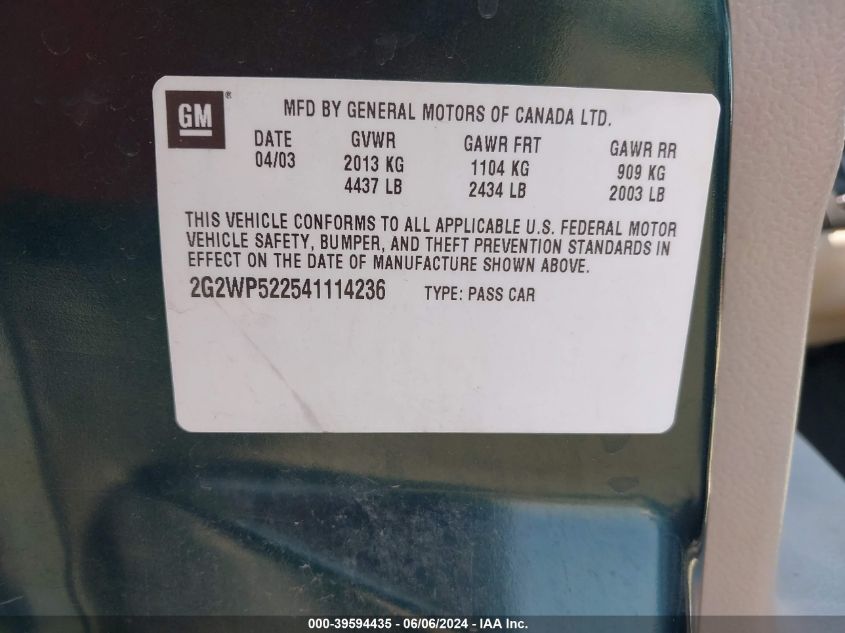 GM®
MFD BY GENERAL MOTORS OF CANADA LTD.
DATE GVWR GAWR FRT GAWR RR
04/03 2013 KG 1104 KG 909 KG
4437 LB 2434 LB 2003 LB
THIS VEHICLE CONFORMS TO ALL APPLICABLE U.S. FEDERAL MOTOR
VEHICLE SAFETY, BUMPER, AND THEFT PREVENTION STANDARDS IN
EFFECT ON THE DATE OF MANUFACTURE SHOWN ABOVE.
2G2WP522541114236 TYPE: PASS CAR
000-39594435 - 06/06/2024 - IAA Inc.